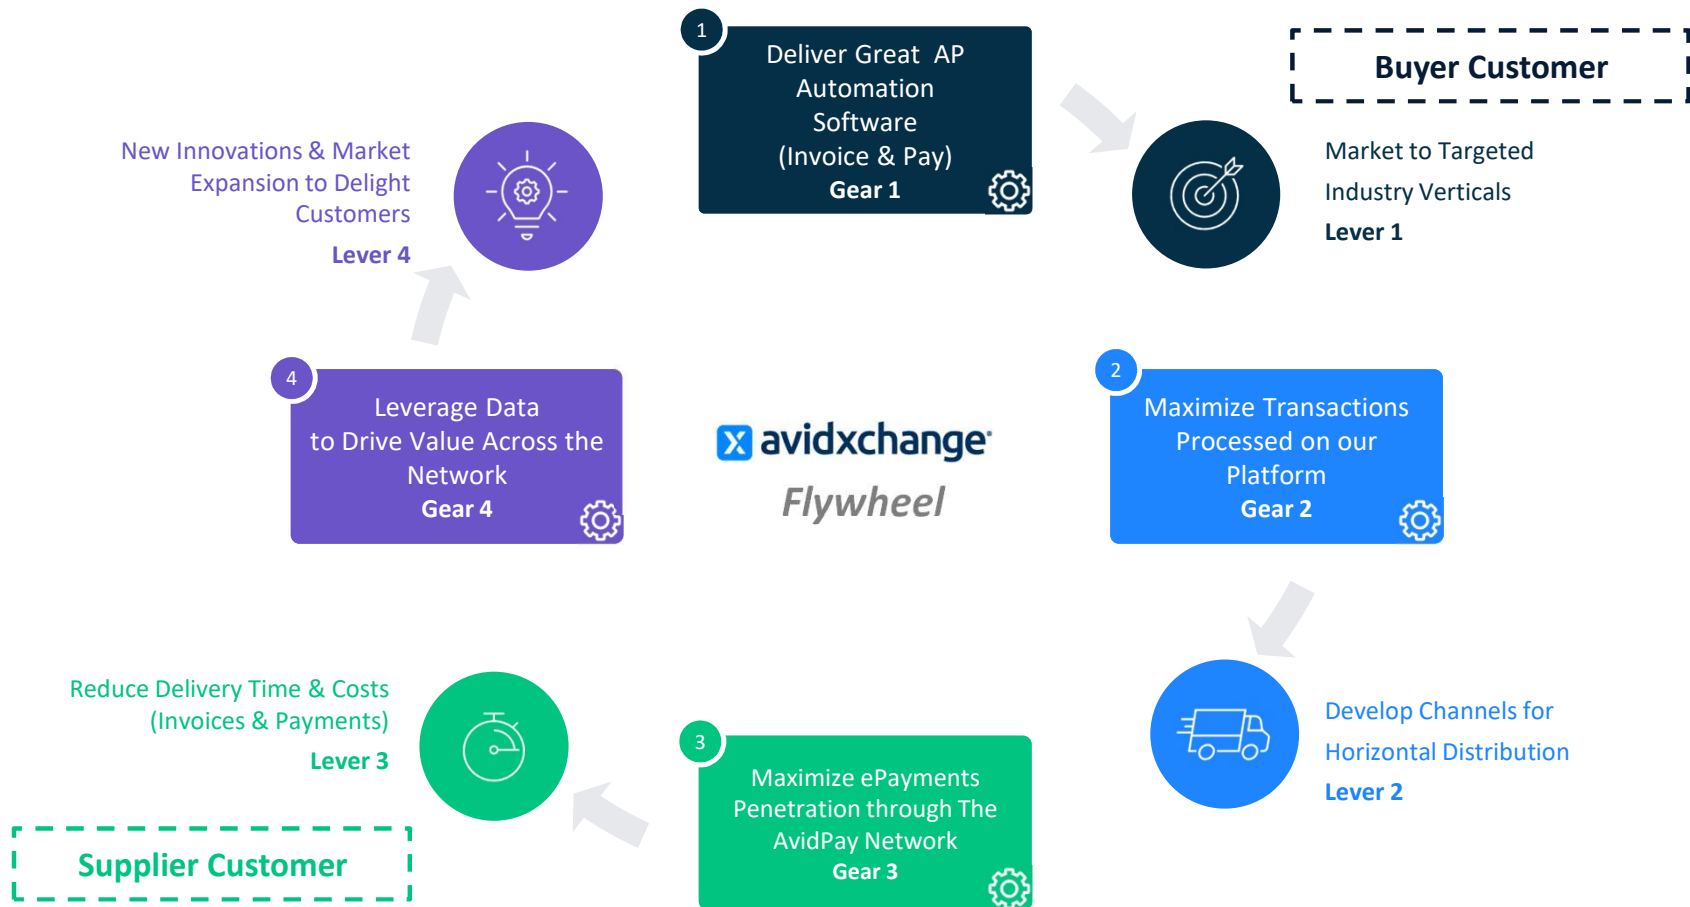 1
Deliver Great AP
Automation
Software
(Invoice & Pay)
Gear 1
Buyer Customer
Market to Targeted
Industry Verticals
Lever 1
2
Maximize Transactions
Processed on our
Platform
Gear 2
Develop Channels for
Horizontal Distribution
Lever 2
3
Maximize ePayments
Penetration through The
AvidPay Network
Gear 3
Reduce Delivery Time & Costs
(Invoices & Payments)
Lever 3
Supplier Customer
4
Leverage Data
to Drive Value Across the
Network
Gear 4
New Innovations & Market
Expansion to Delight
Customers
Lever 4
x avidxchange
Flywheel